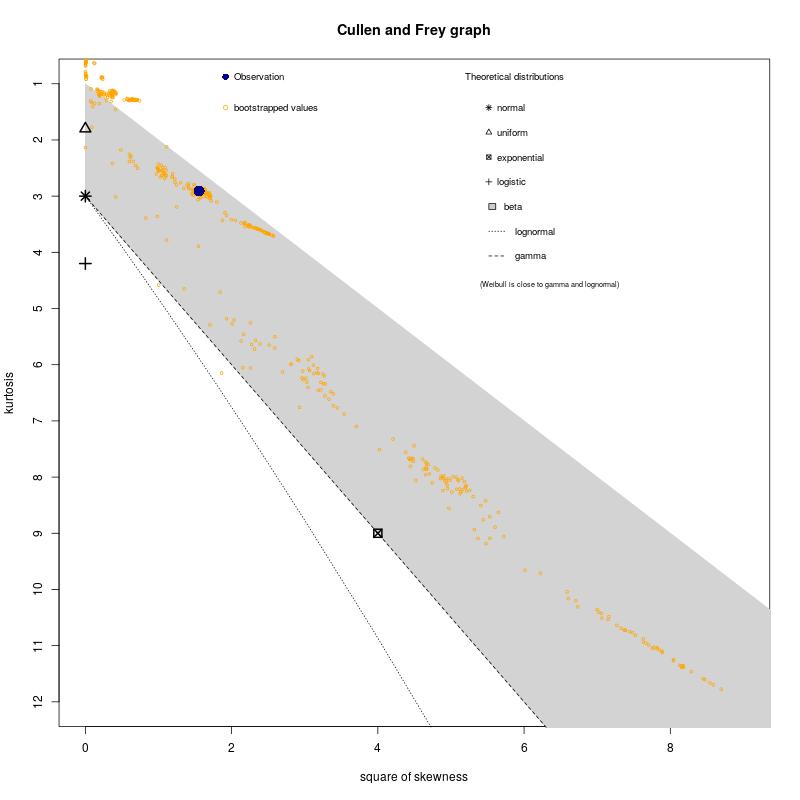 Cullen and Frey graph
Observation
bootstrapped values
Theoretical distributions
normal
uniform
exponential
logistic
beta
lognormal
gamma
(Weibull is close to gamma and lognormal)
kurtosis
1
2
3
4
5
6
7
8
9
10
11
12
0
2
4
6
8
square of skewness